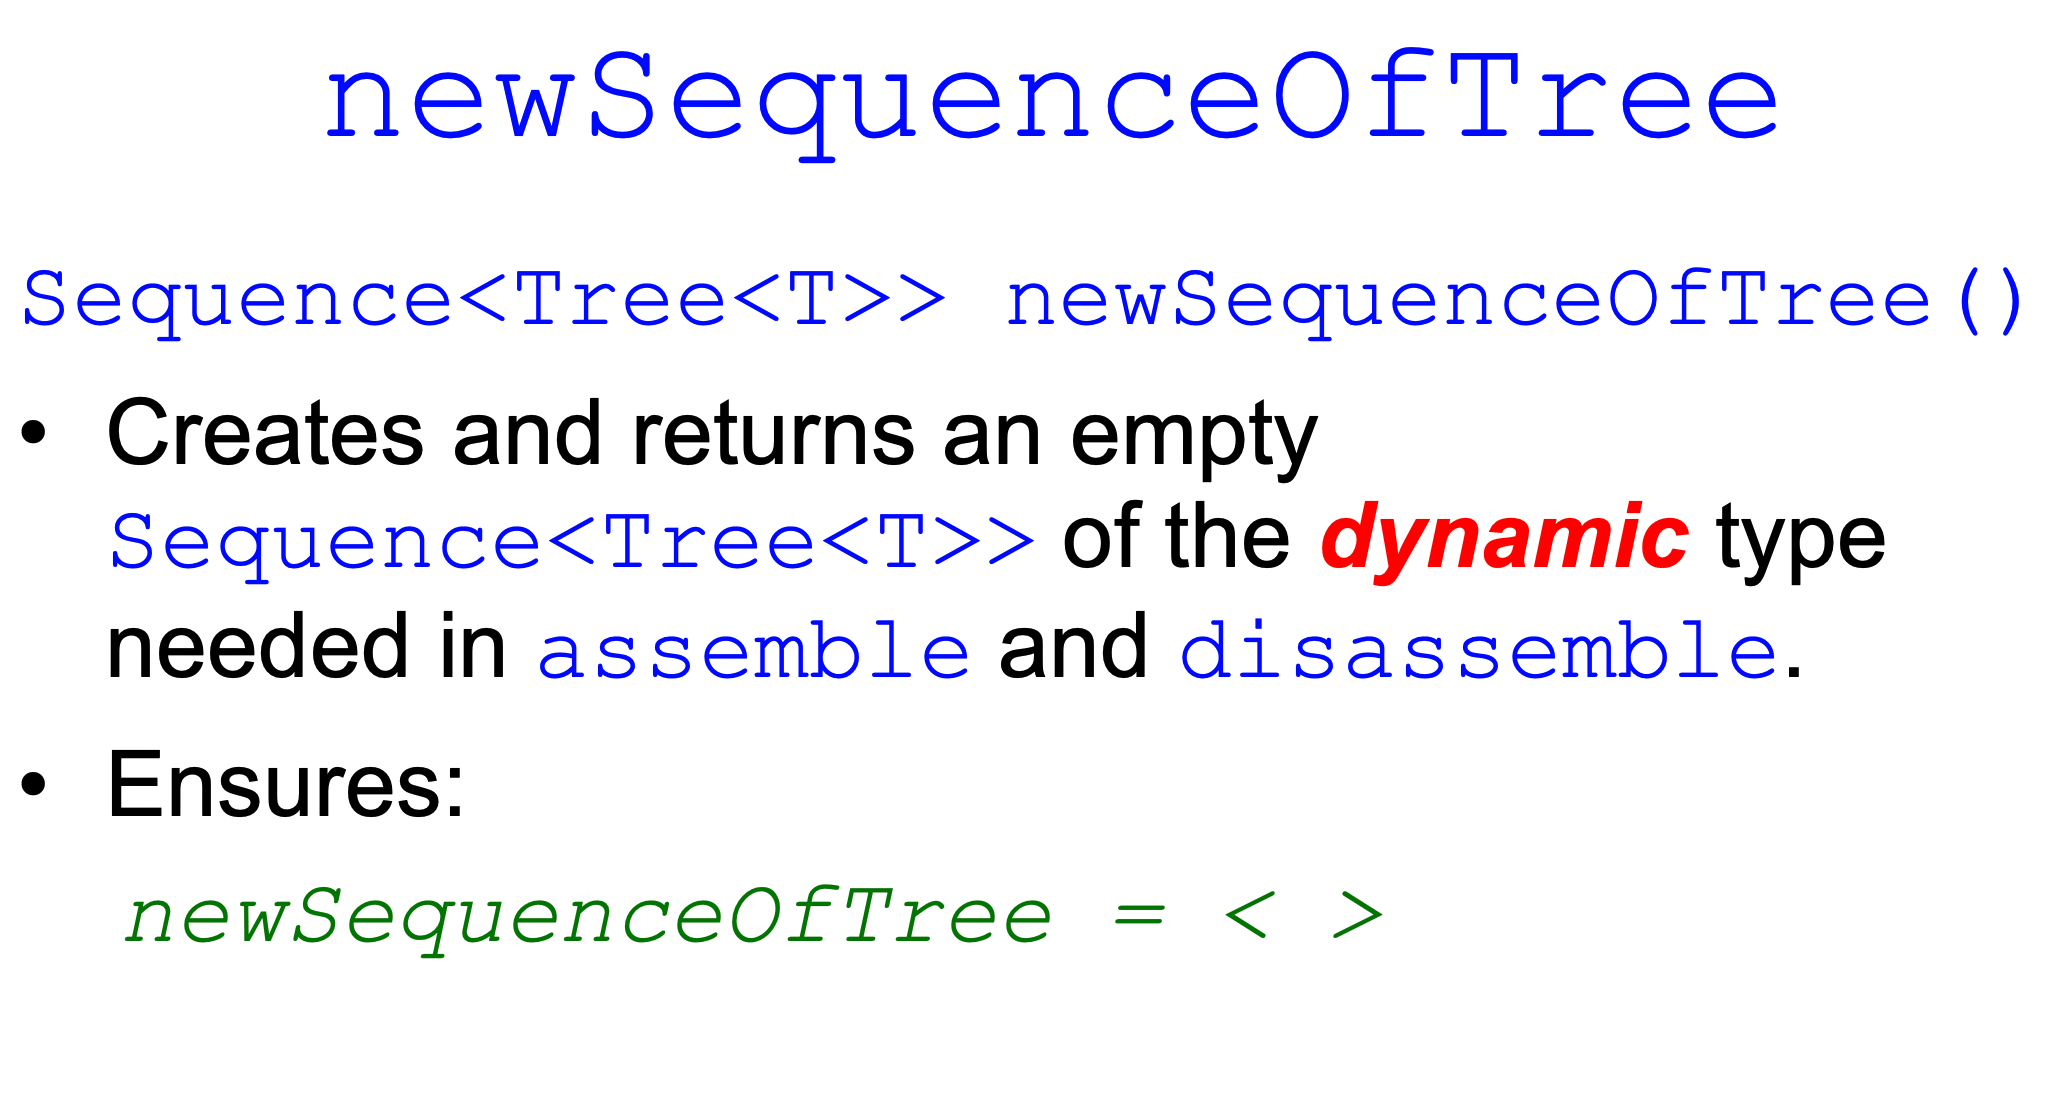 newSequenceOfTree
Sequence<Tree<T>> newSequenceOfTree()
• Creates and returns an empty
Sequence<Tree<T>> of the dynamic type
needed in assemble and disassemble.
• Ensures:
newSequenceOfTree = < >